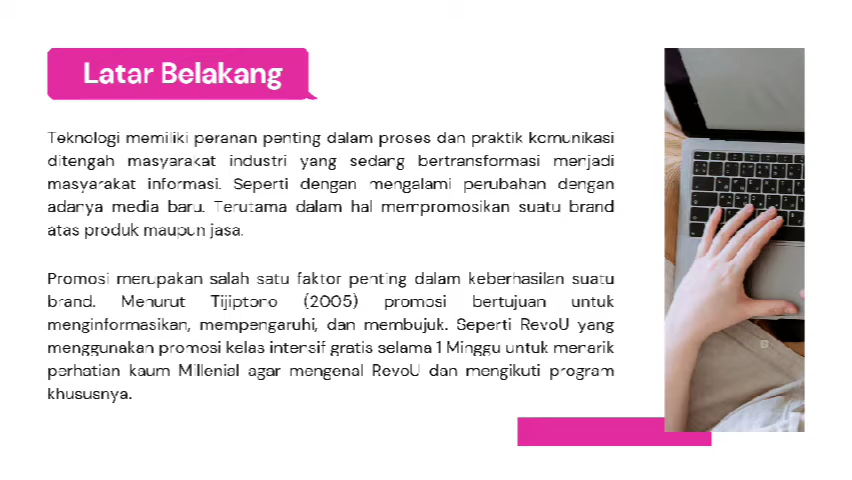 Latar Belakang
Teknologi memiliki peranan penting dalam proses dan praktik komunikasi
ditengah masyarakat industri yang sedang bertransformasi menjadi
masyarakat informasi. Seperti dengan mengalami perubahan dengan
adanya media baru. Terutama dalam hal mempromosikan suatu brand
atas produk maupun jasa.
Promosi merupakan salah satu faktor penting dalam keberhasilan suatu
brand. Menurut Tijiptono (2005) promosi bertujuan untuk
menginformasikan, mempengaruhi, dan membujuk. Seperti RevoU yang
menggunakan promosi kelas intensif gratis selama 1 Minggu untuk menarik
perhatian kaum Millenial agar mengenal RevoU dan mengikuti program
khususnya.